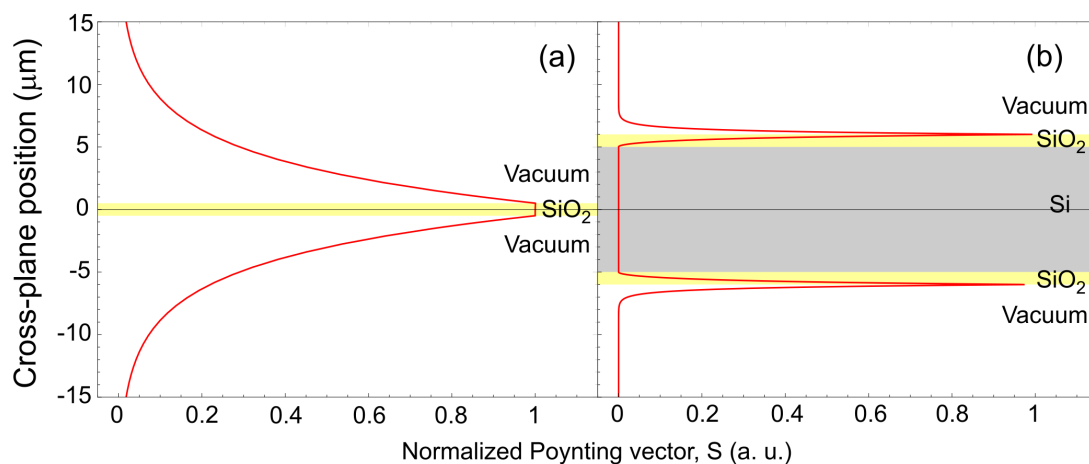 Cross-plane position (μm)
15
10
5
0
-5
-10
-15
(a)
Vacuum
SiO2
Vacuum
0
0.2
0.4
0.6
0.8
1
(b)
Vacuum
SiO2
Si
SiO2
Vacuum
0
0.2
0.4
0.6
0.8
1
Normalized Poynting vector, S (a. u.)